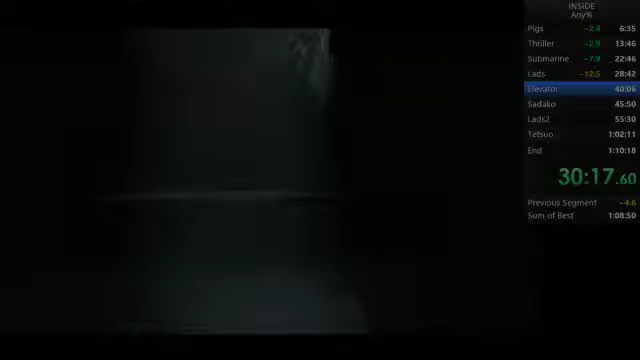 INSIDE
Any%
Pigs -2.4 6:35
Thriller -2.9 13:46
Submarine -7.9 22:46
Lads -12.5 28:42
Elevator 40:06
Sadako 45:50
Lads2 55:30
Tetsuo 1:02:11
End 1:10:18
30:17.60
Previous Segment -4.6
Sum of Best 1:08:50